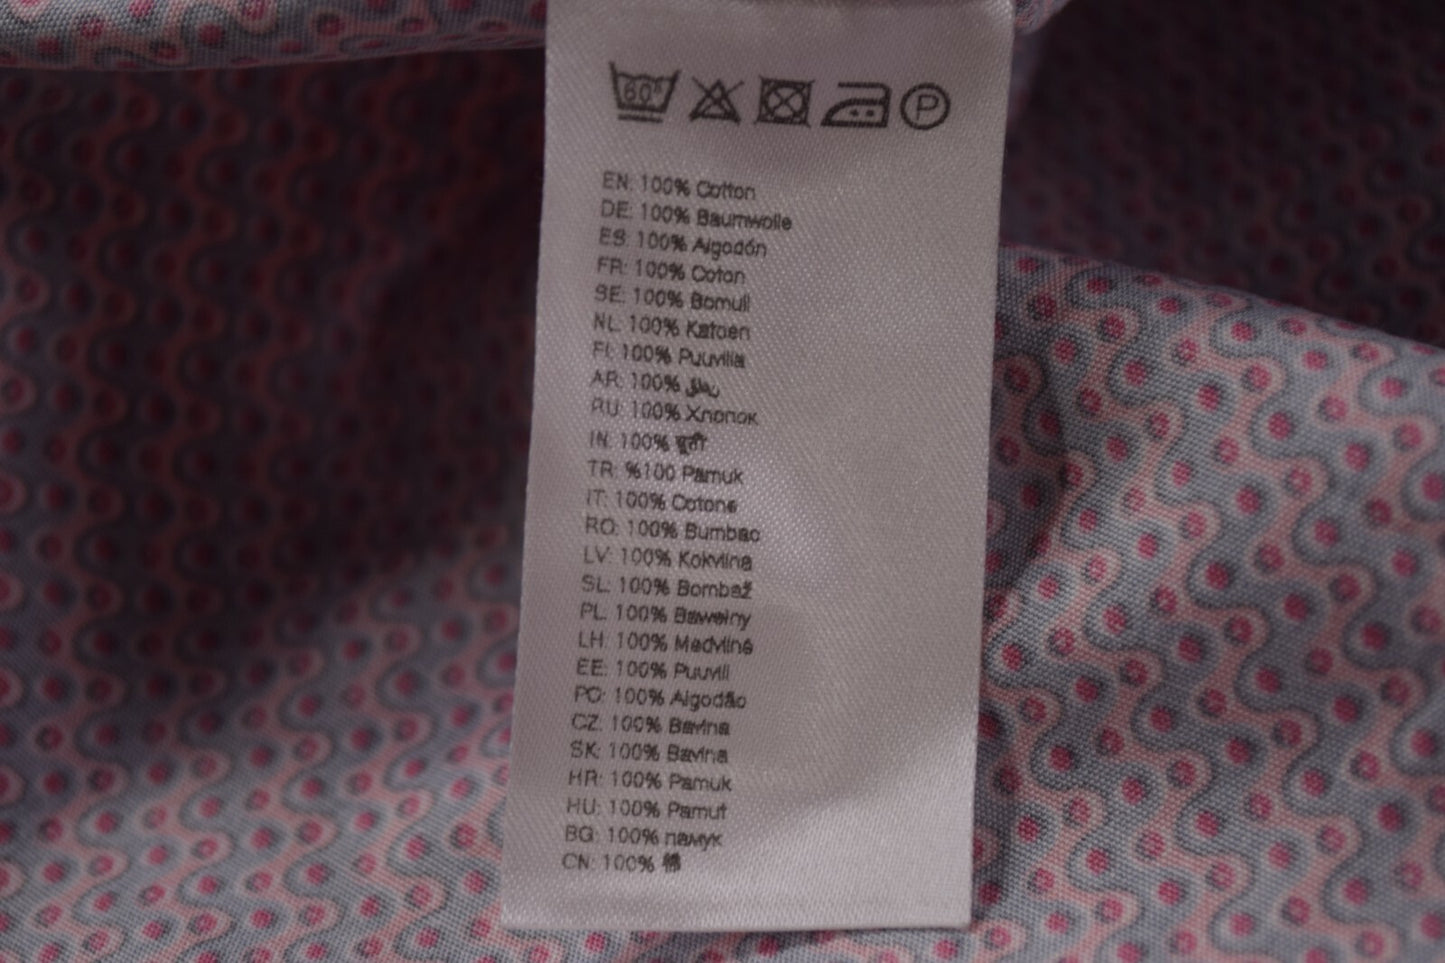 60°
P
EN: 100% Cotton
DE: 100% Baumwolle
ES: 100% Algodón
FR: 100% Coton
SE: 100% Bomull
NL: 100% Katoen
FI: 100% Puuvilla
AR: 100%
RU: 100% Хлопок
IN: 100% सूती
TR: %100 Pamuk
IT: 100% Cotone
RO: 100% Bumbac
LV: 100% Kokvilna
SL: 100% Bombaž
PL: 100% Bawełny
LH: 100% Medvilnė
EE: 100% Puuvill
PO: 100% Algodão
CZ: 100% Bavlna
SK: 100% Bavlna
HR: 100% Pamuk
HU: 100% Pamut
BG: 100% памук
CN: 100% 棉